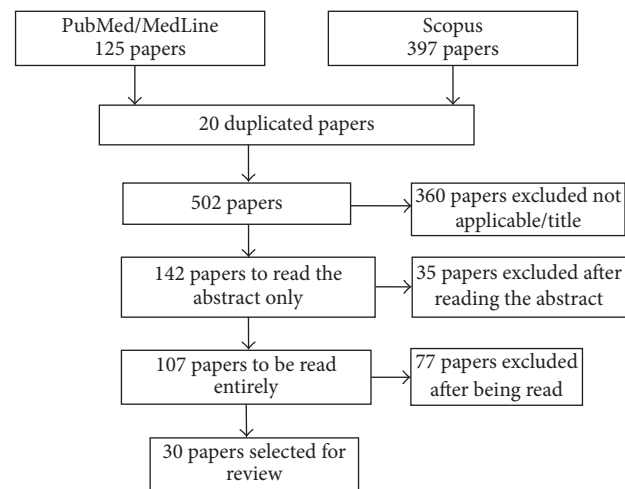 PubMed/MedLine
125 papers
Scopus
397 papers
20 duplicated papers
502 papers
360 papers excluded not
applicable/title
142 papers to read the
abstract only
35 papers excluded after
reading the abstract
107 papers to be read
entirely
77 papers excluded
after being read
30 papers selected for
review